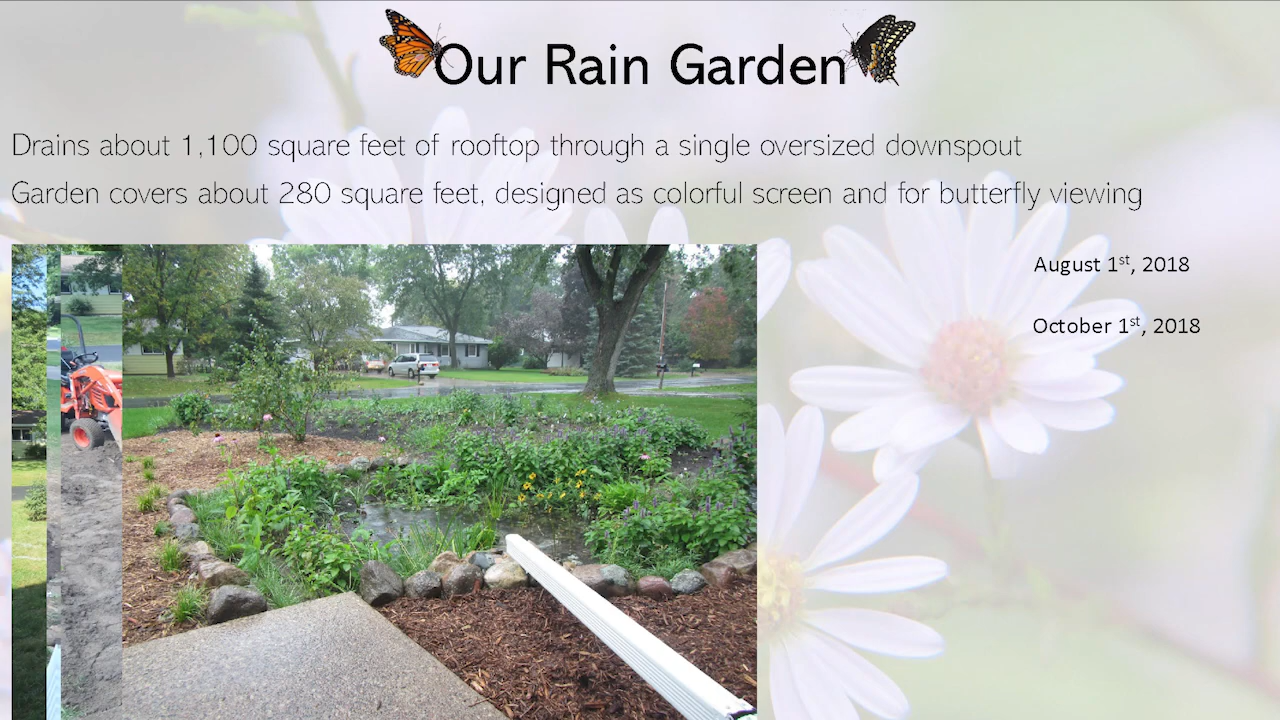 Our Rain Garden
Drains about 1,100 square feet of rooftop through a single oversized downspout
Garden covers about 280 square feet, designed as colorful screen and for butterfly viewing
August 1st, 2018
October 1st, 2018